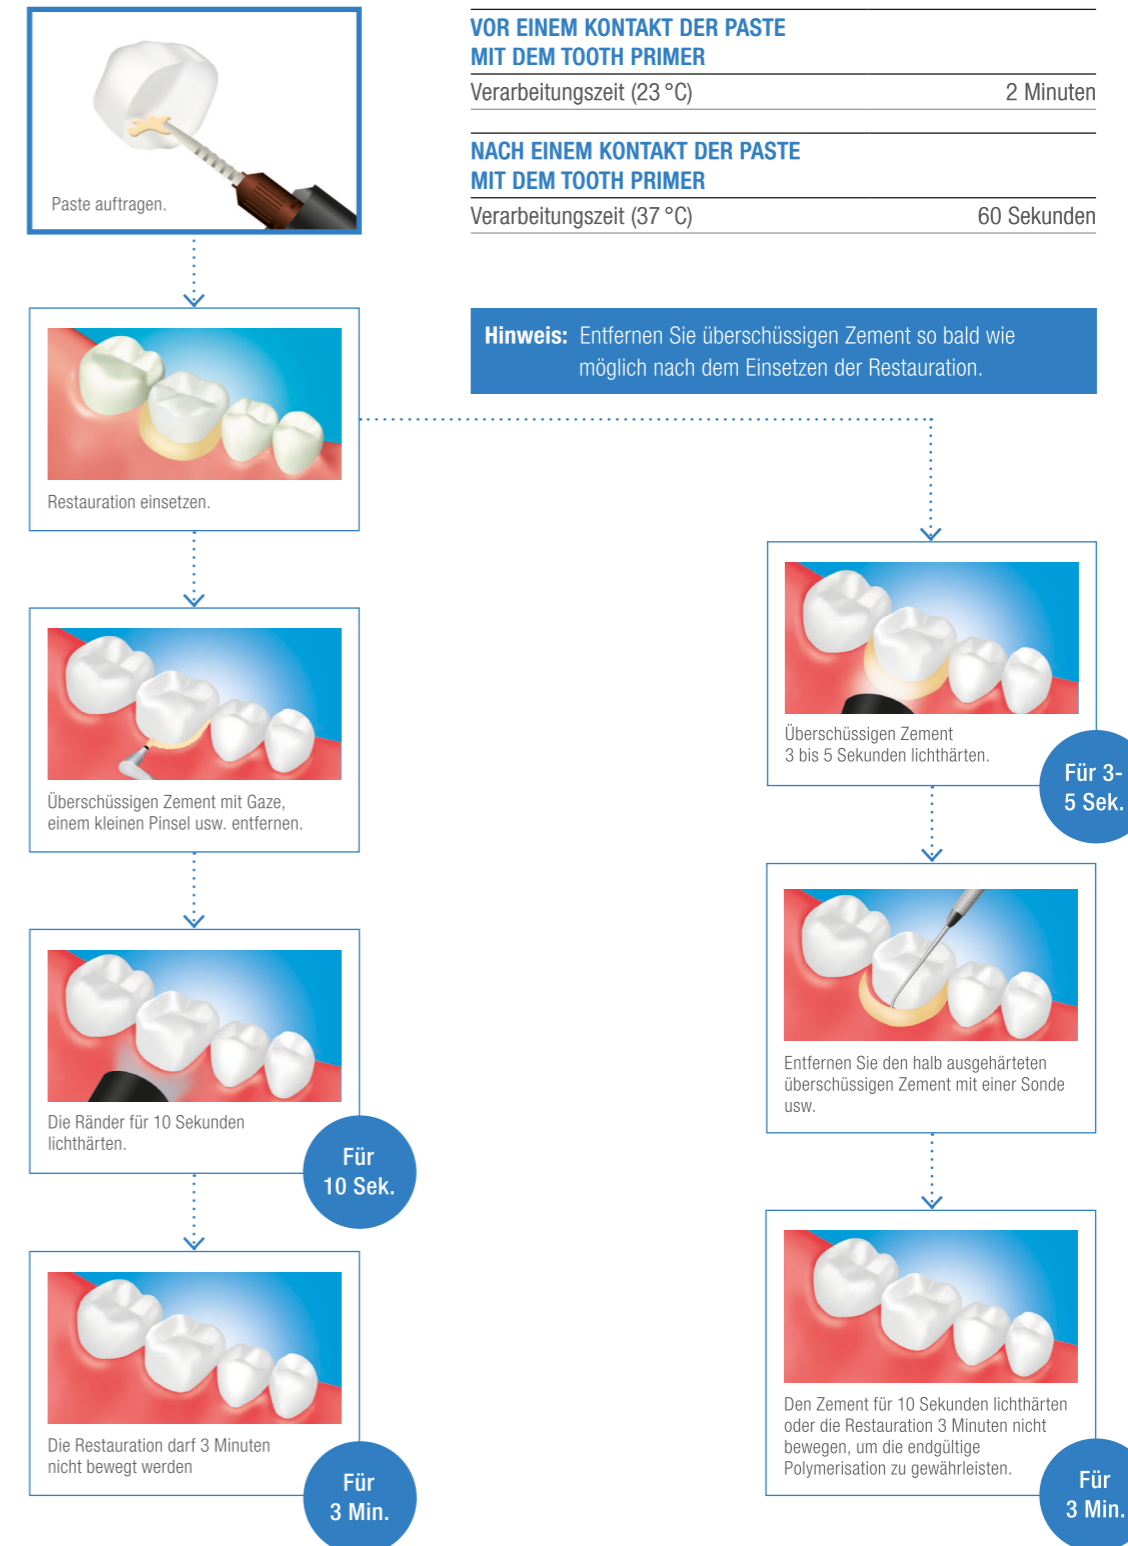 Paste auftragen.
VOR EINEM KONTAKT DER PASTE
MIT DEM TOOTH PRIMER
Verarbeitungszeit (23 °C) 2 Minuten
NACH EINEM KONTAKT DER PASTE
MIT DEM TOOTH PRIMER
Verarbeitungszeit (37 °C) 60 Sekunden
Hinweis: Entfernen Sie überschüssigen Zement so bald wie
möglich nach dem Einsetzen der Restauration.
Restauration einsetzen.
Überschüssigen Zement mit Gaze,
einem kleinen Pinsel usw. entfernen.
Die Ränder für 10 Sekunden
lichthärten.
Für
10 Sek.
Die Restauration darf 3 Minuten
nicht bewegt werden
Für
3 Min.
Überschüssigen Zement
3 bis 5 Sekunden lichthärten.
Für 3-
5 Sek.
Entfernen Sie den halb ausgehärteten
überschüssigen Zement mit einer Sonde
usw.
Den Zement für 10 Sekunden lichthärten
oder die Restauration 3 Minuten nicht
bewegen, um die endgültige
Polymerisation zu gewährleisten.
Für
3 Min.